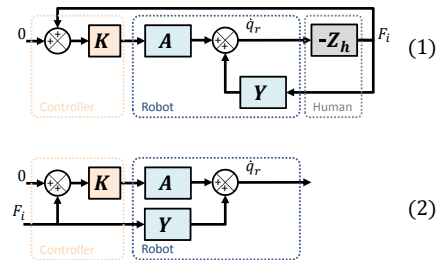 0
K
A
q̇ᵣ
-Zₕ
Fᵢ
(1)
Y
Controller
Robot
Human
0
K
A
q̇ᵣ
Fᵢ
Y
(2)
Controller
Robot